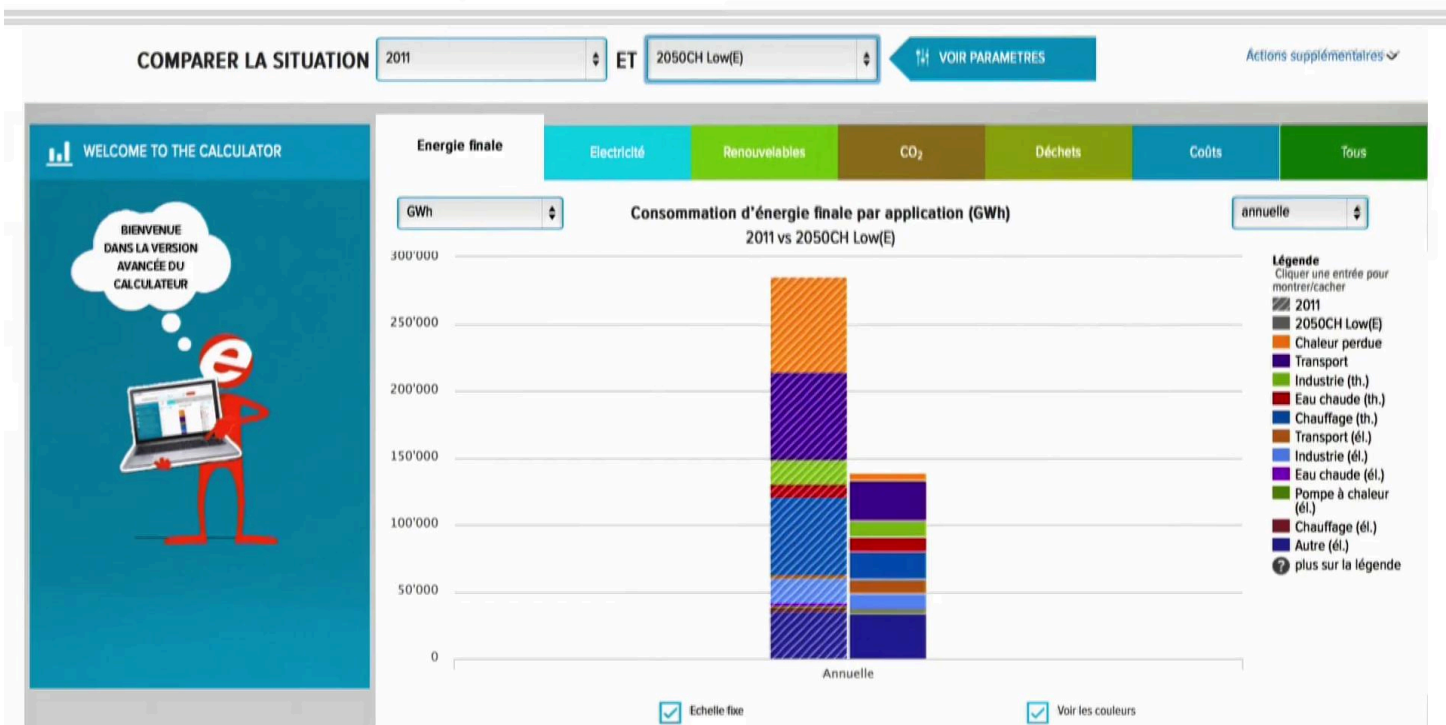 COMPARER LA SITUATION 2011 ET 2050CH Low(E) VOIR PARAMETRES Actions supplémentaires
WELCOME TO THE CALCULATOR
Energie finale Electricité Renouvelables CO₂ Déchets Coûts Tous
BIENVENUE
DANS LA VERSION
AVANCÉE DU
CALCULATEUR
GWh
Consommation d'énergie finale par application (GWh)
annuelle
2011 vs 2050CH Low(E)
300'000
250'000
200'000
150'000
100'000
50'000
0
Annuelle
Légende
Cliquer une entrée pour
montrer/cacher
2011
2050CH Low(E)
Chaleur perdue
Transport
Industrie (th.)
Eau chaude (th.)
Chauffage (th.)
Transport (él.)
Industrie (él.)
Eau chaude (él.)
Pompe à chaleur
(él.)
Chauffage (él.)
Autre (él.)
? plus sur la légende
Echelle fixe Voir les couleurs